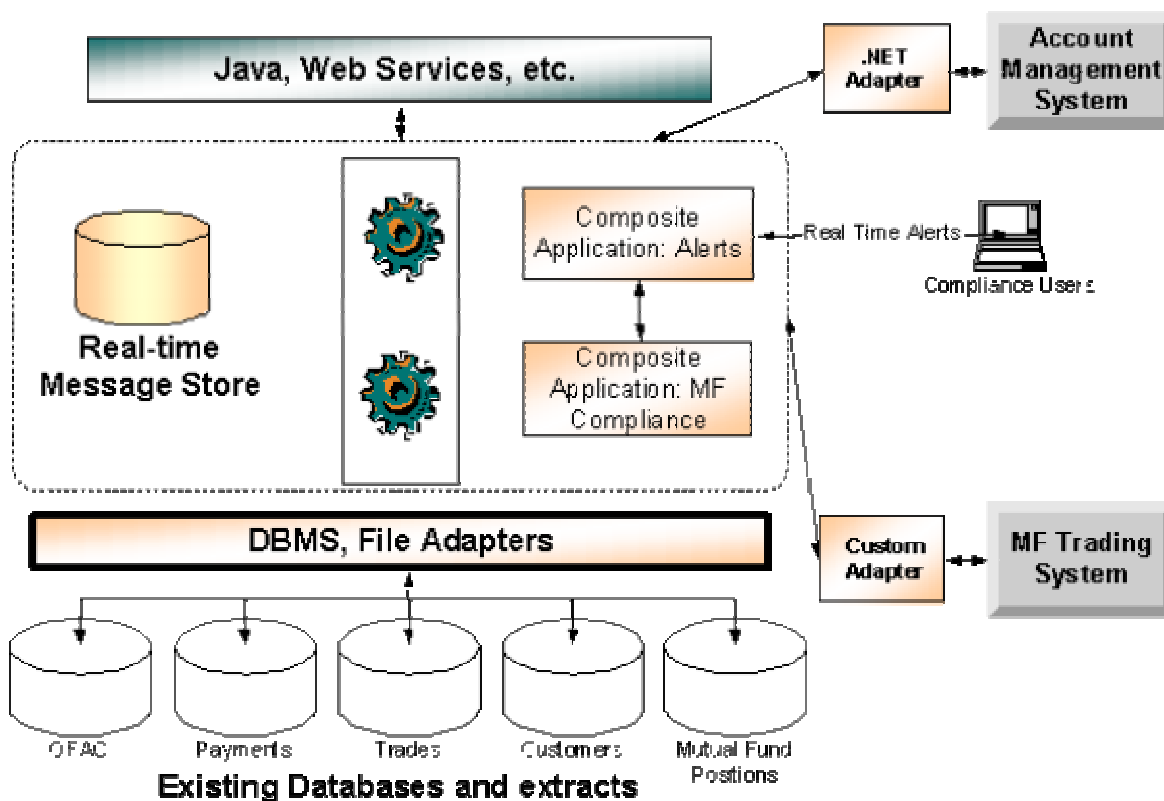 Java, Web Services, etc.
.NET
Adapter
Account
Management
System
Real-time
Message Store
Composite
Application: Alerts
Real Time Alerts
Compliance Users
Composite
Application: MF
Compliance
DBMS, File Adapters
Custom
Adapter
MF Trading
System
OFAC
Payments
Trades
Customers
Mutual Fund
Postions
Existing Databases and extracts